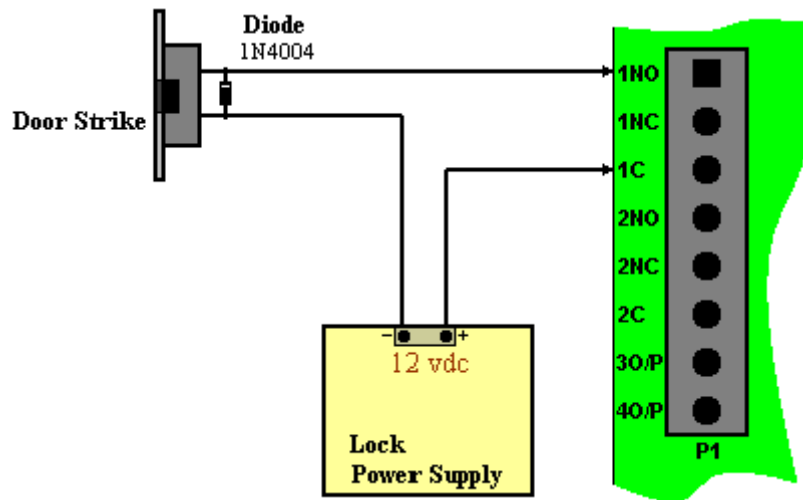 Diode
1N4004
Door Strike
1NO
1NC
1C
2NO
2NC
2C
3O/P
4O/P
P1
− +
12 vdc
Lock
Power Supply